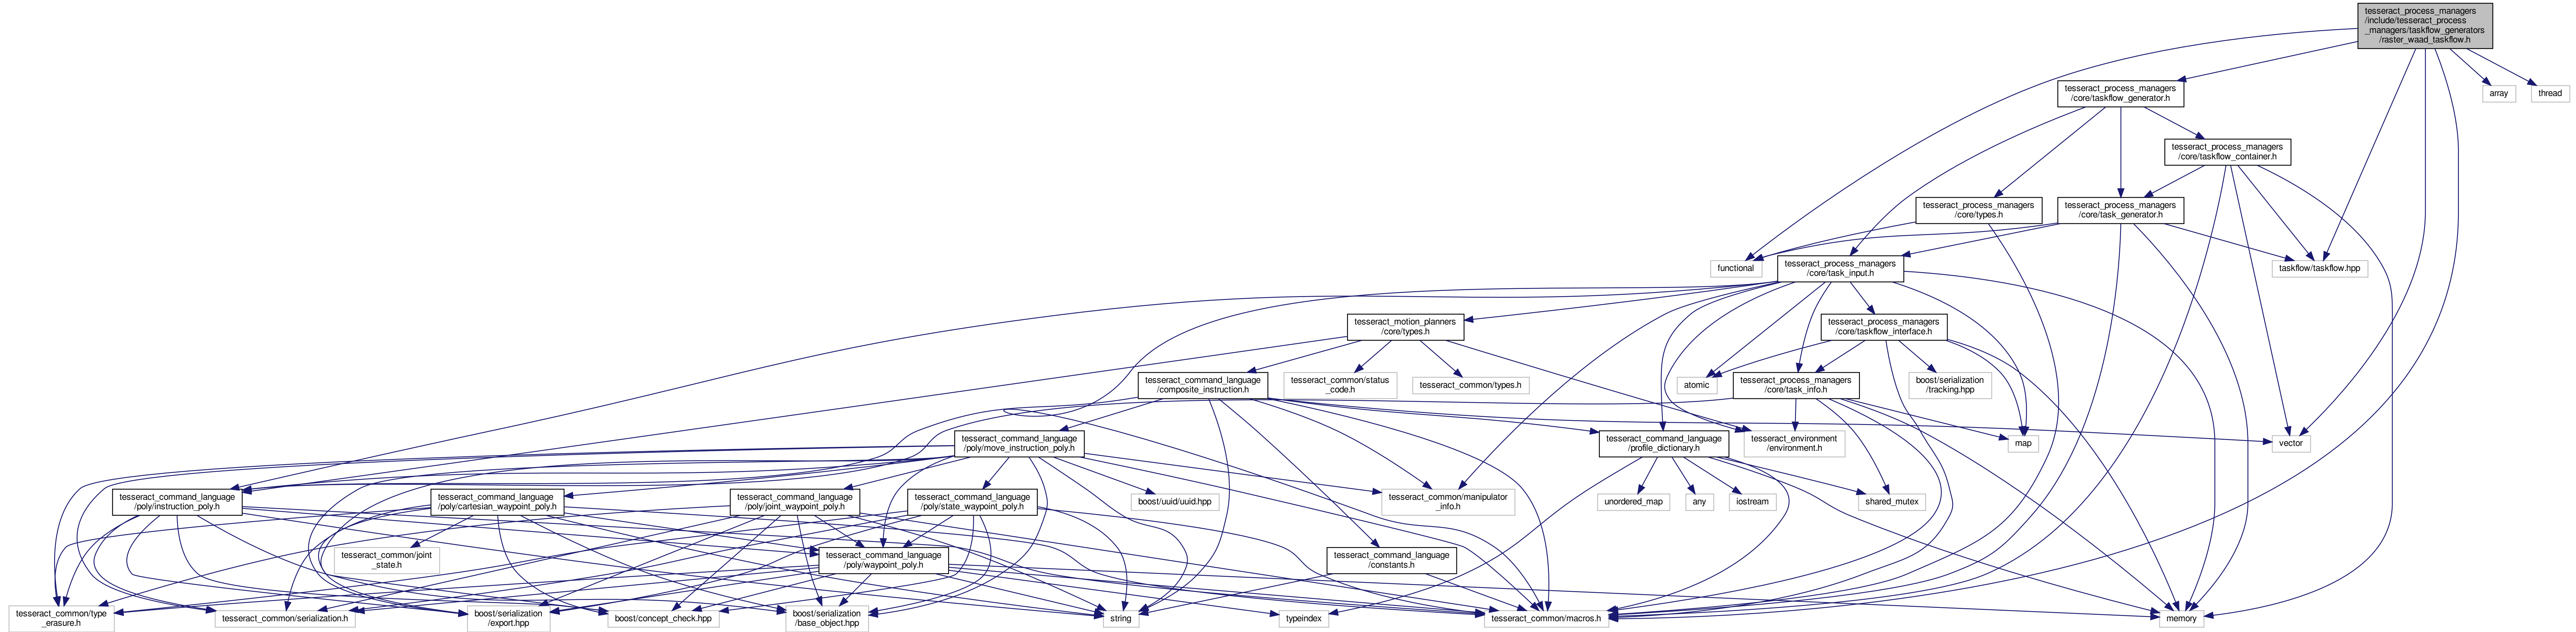 tesseract_process_managers
/include/tesseract_process
_managers/taskflow_generators
/raster_waad_taskflow.h
tesseract_process_managers
/core/taskflow_generator.h
array
thread
tesseract_process_managers
/core/taskflow_container.h
tesseract_process_managers
/core/types.h
tesseract_process_managers
/core/task_generator.h
functional
tesseract_process_managers
/core/task_input.h
taskflow/taskflow.hpp
tesseract_motion_planners
/core/types.h
tesseract_process_managers
/core/taskflow_interface.h
tesseract_command_language
/composite_instruction.h
tesseract_common/status
_code.h
tesseract_common/types.h
atomic
tesseract_process_managers
/core/task_info.h
boost/serialization
/tracking.hpp
tesseract_command_language
/poly/move_instruction_poly.h
tesseract_command_language
/profile_dictionary.h
tesseract_environment
/environment.h
map
vector
tesseract_command_language
/poly/instruction_poly.h
tesseract_command_language
/poly/cartesian_waypoint_poly.h
tesseract_command_language
/poly/joint_waypoint_poly.h
tesseract_command_language
/poly/state_waypoint_poly.h
boost/uuid/uuid.hpp
tesseract_common/manipulator
_info.h
unordered_map
any
iostream
shared_mutex
tesseract_common/joint
_state.h
tesseract_command_language
/poly/waypoint_poly.h
tesseract_command_language
/constants.h
tesseract_common/type
_erasure.h
tesseract_common/serialization.h
boost/serialization
/export.hpp
boost/concept_check.hpp
boost/serialization
/base_object.hpp
string
typeindex
tesseract_common/macros.h
memory